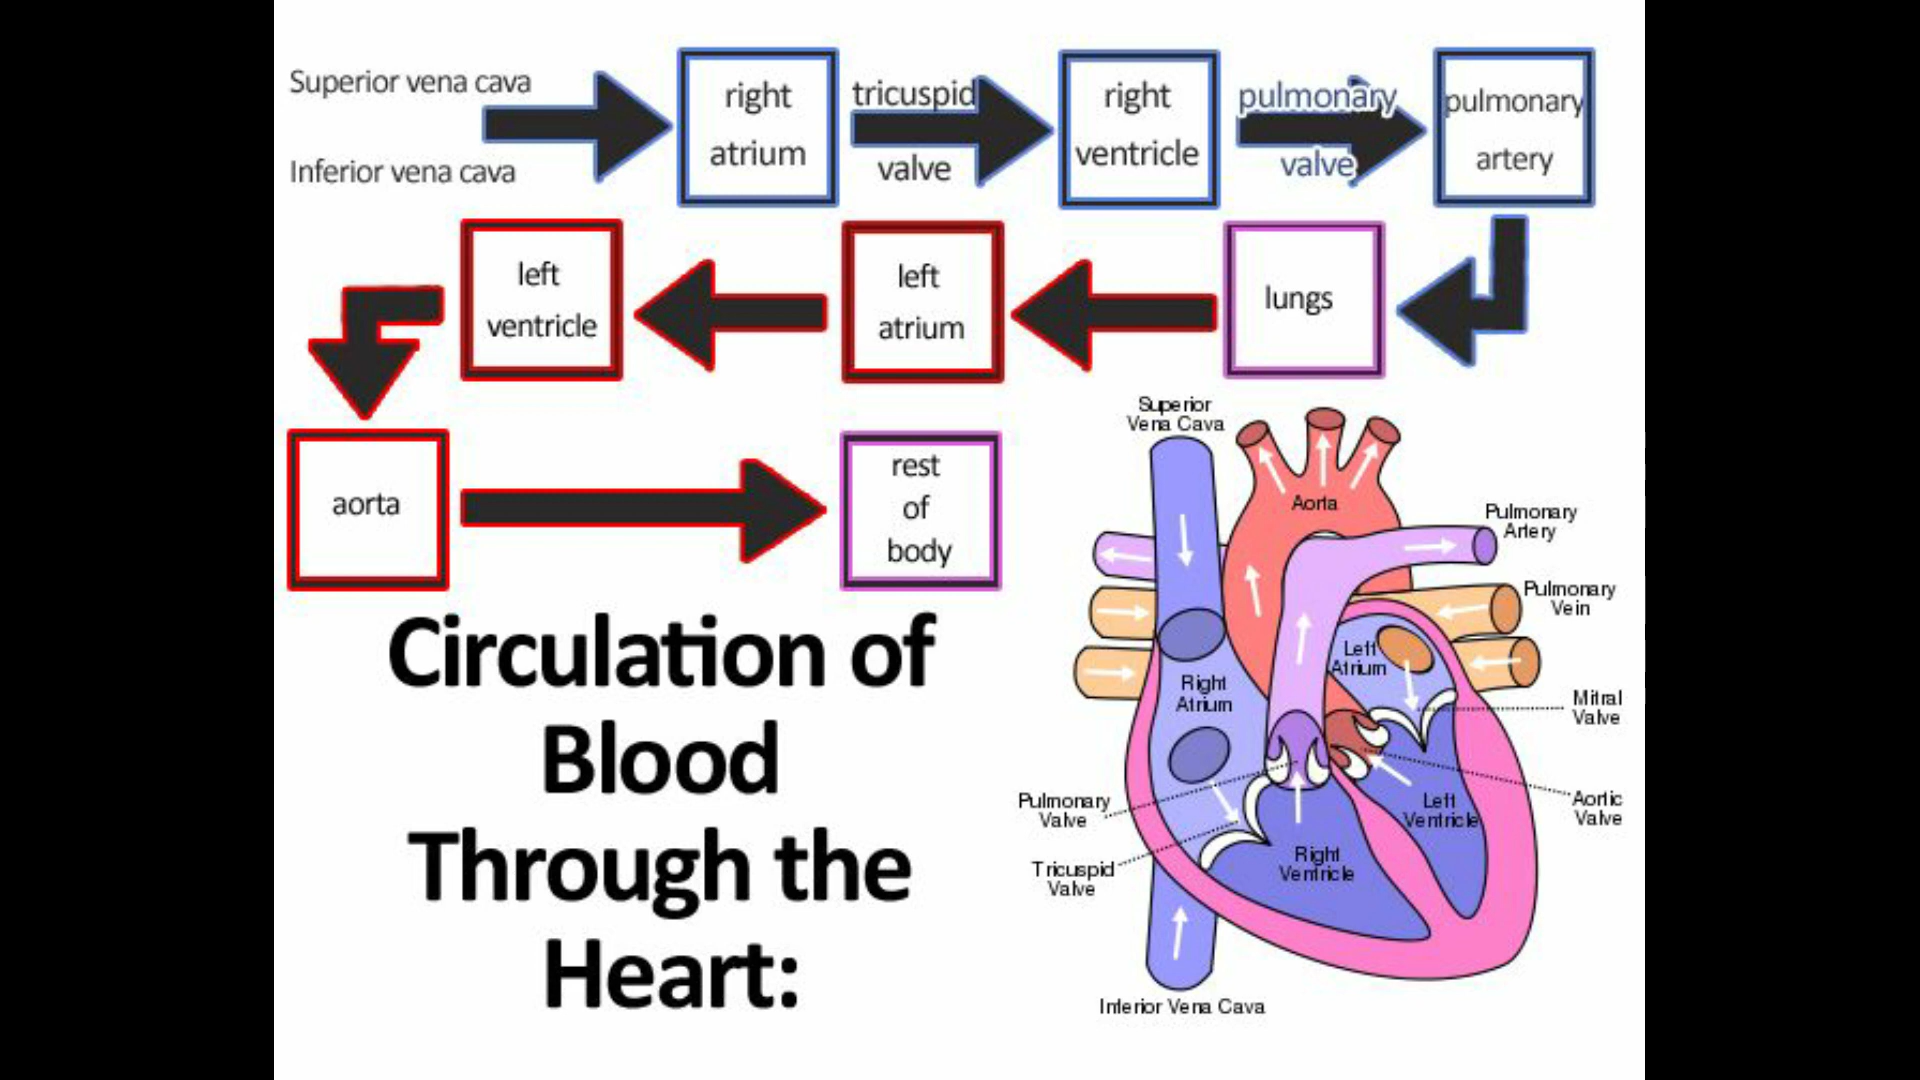 Superior vena cava
Inferior vena cava
right
atrium
tricuspid
valve
right
ventricle
pulmonary
valve
pulmonary
artery
left
ventricle
left
atrium
lungs
aorta
rest
of
body
Circulation of
Blood
Through the
Heart:
Superior
Vena Cava
Aorta
Pulmonary
Artery
Pulmonary
Vein
Left
Atrium
Right
Atrium
Mitral
Valve
Pulmonary
Valve
Left
Ventricle
Aortic
Valve
Tricuspid
Valve
Right
Ventricle
Inferior Vena Cava